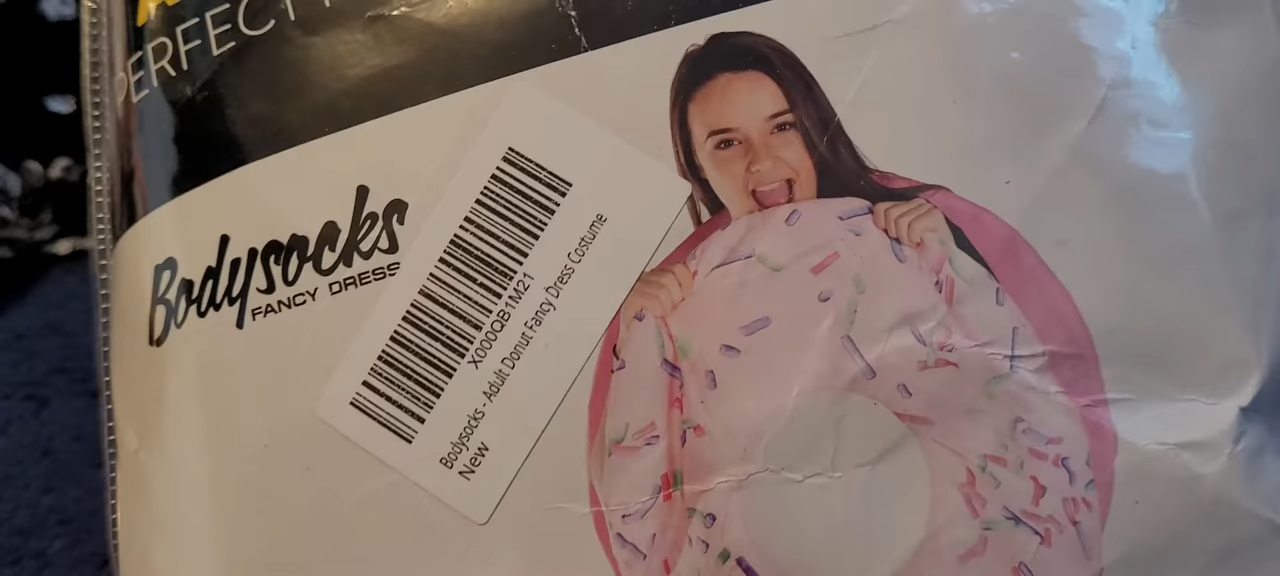 PERFECT
Bodysocks
FANCY DRESS
X000QB1M21
Bodysocks - Adult Donut Fancy Dress Costume
New